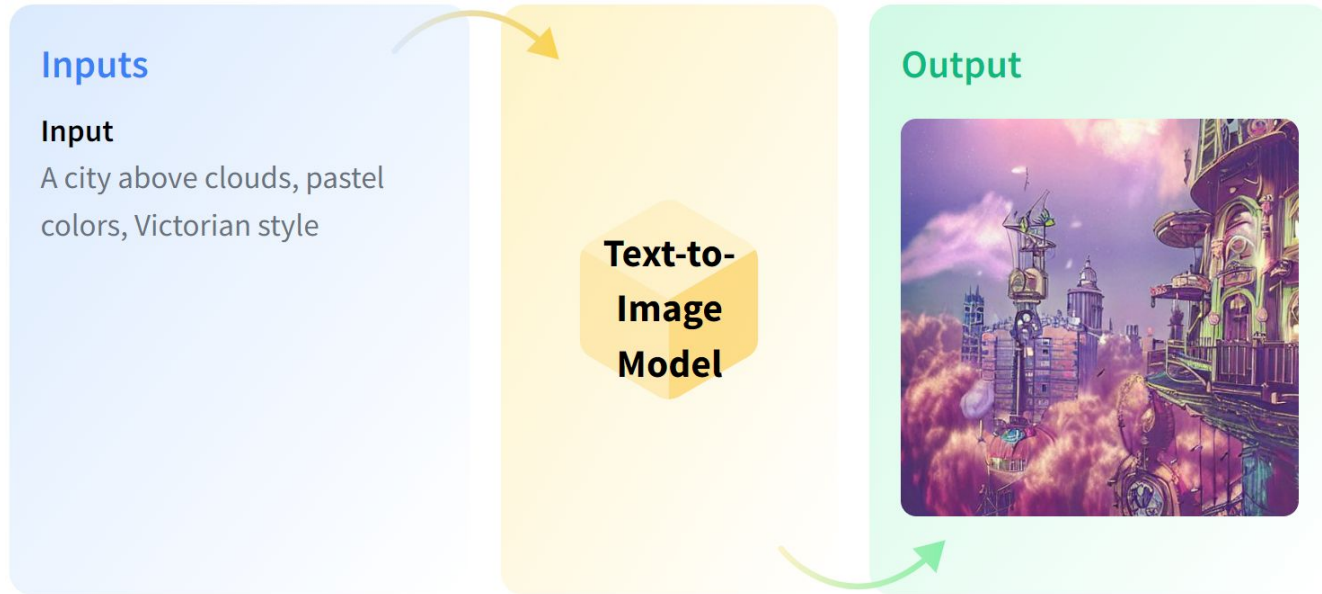 Inputs
Input
A city above clouds, pastel
colors, Victorian style
Text-to-
Image
Model
Output